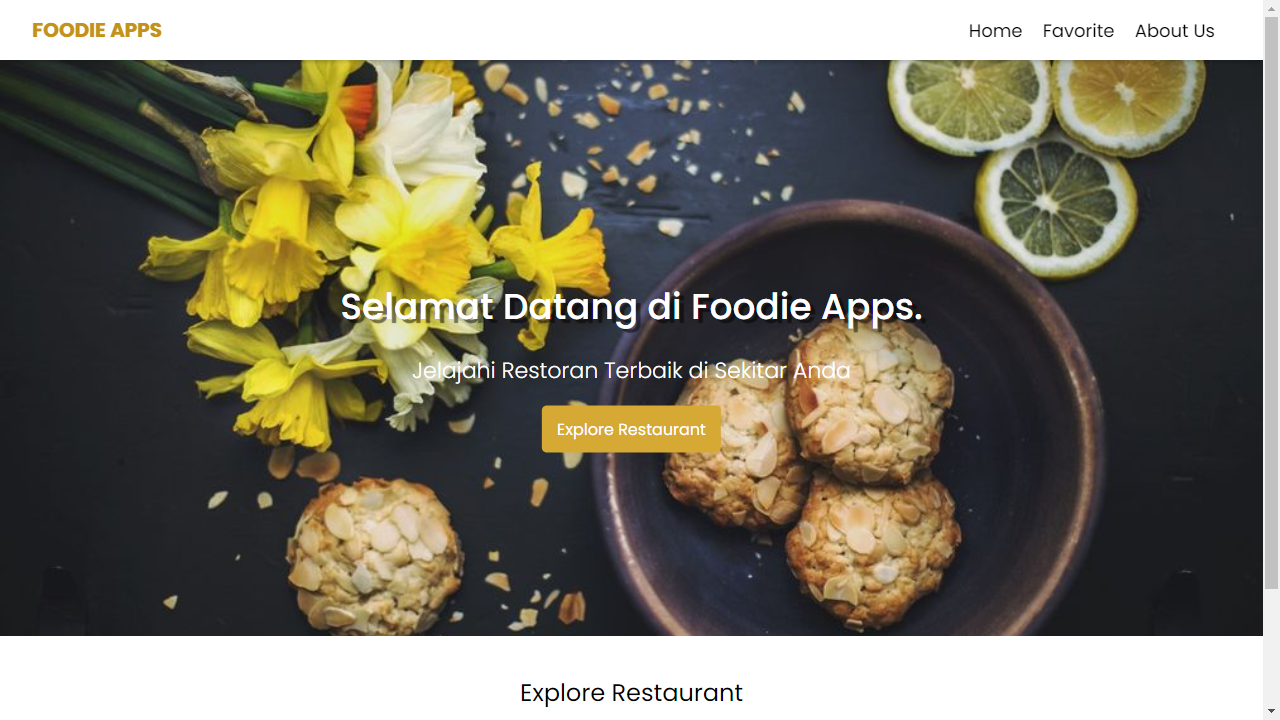 FOODIE APPS
Home Favorite About Us
Selamat Datang di Foodie Apps.
Jelajahi Restoran Terbaik di Sekitar Anda
Explore Restaurant
Explore Restaurant